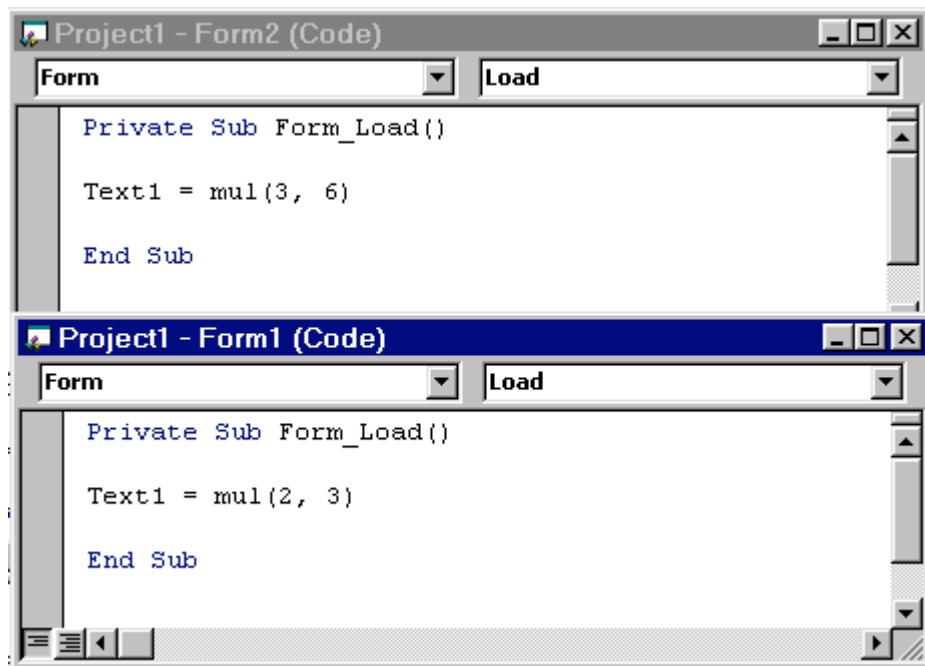 Project1 - Form2 (Code)
Form Load
Private Sub Form_Load()
Text1 = mul(3, 6)
End Sub
Project1 - Form1 (Code)
Form Load
Private Sub Form_Load()
Text1 = mul(2, 3)
End Sub